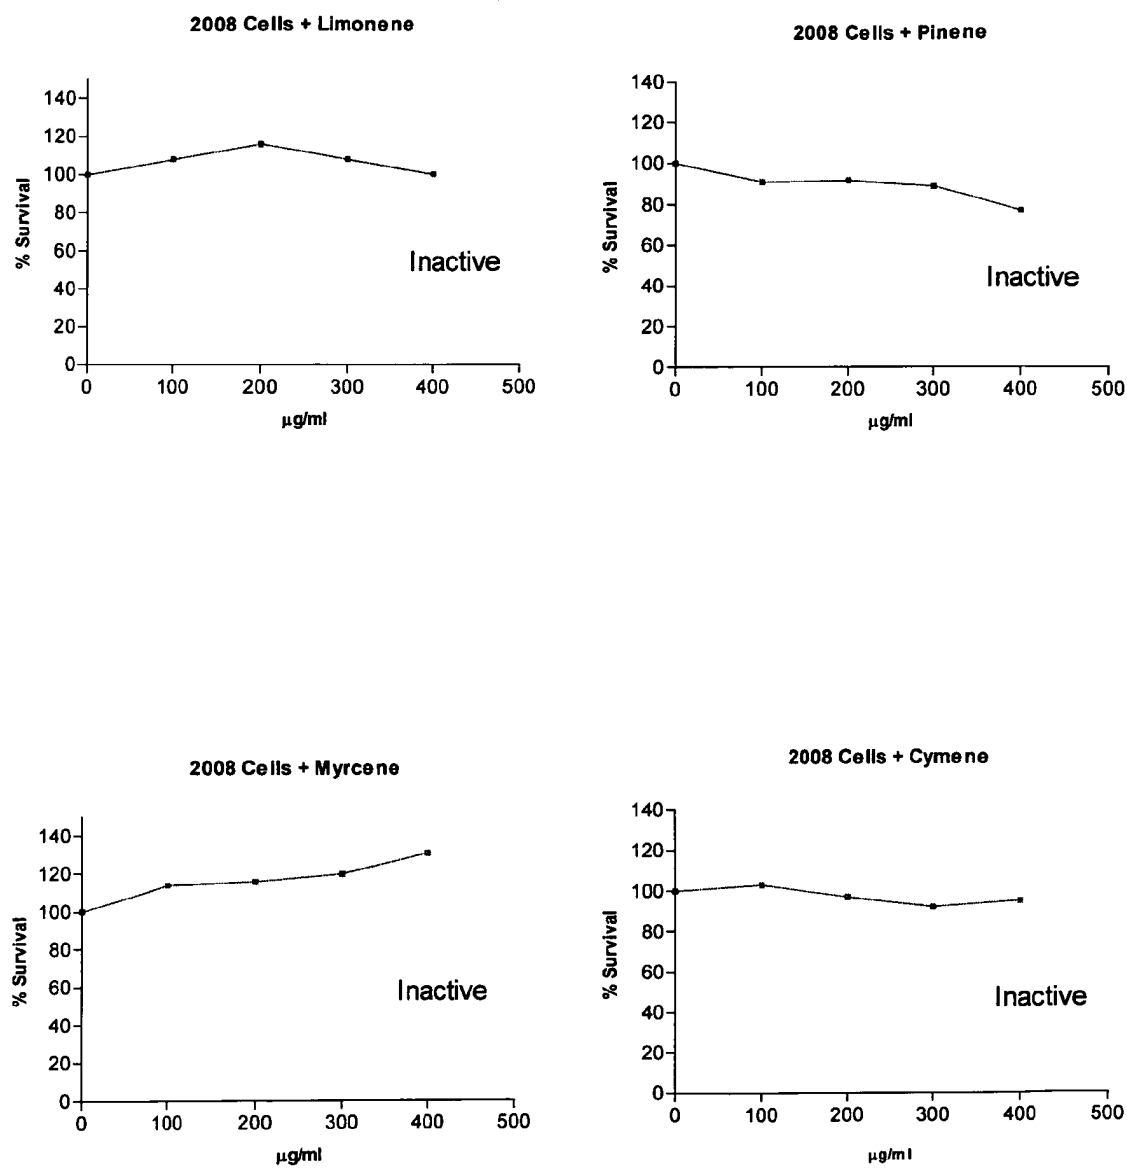 2008 Cells + Limonene
140
120
100
80
60
40
20
0
% Survival
Inactive
0 100 200 300 400 500
µg/ml
2008 Cells + Pinene
140
120
100
80
60
40
20
0
% Survival
Inactive
0 100 200 300 400 500
µg/ml
2008 Cells + Myrcene
140
120
100
80
60
40
20
0
% Survival
Inactive
0 100 200 300 400 500
µg/ml
2008 Cells + Cymene
140
120
100
80
60
40
20
0
% Survival
Inactive
0 100 200 300 400 500
µg/ml